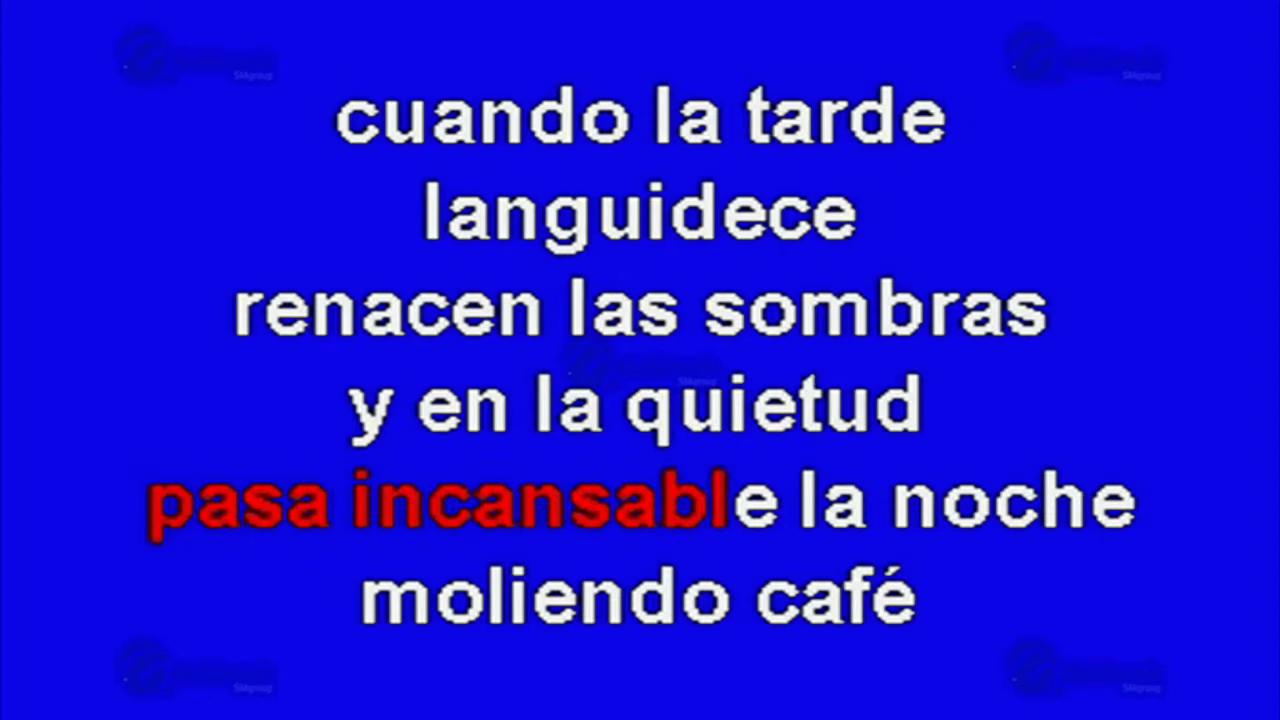 cuando la tarde
languidece
renacen las sombras
y en la quietud
pasa incansable la noche
moliendo café